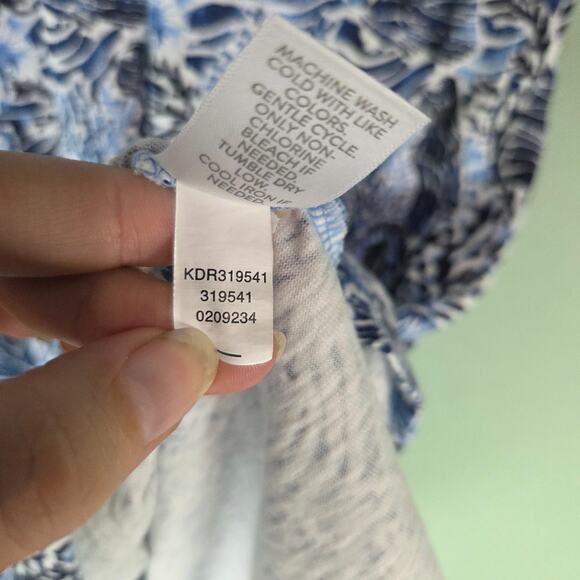 MACHINE WASH
COLD WITH LIKE
COLORS.
GENTLE CYCLE.
ONLY NON-
CHLORINE
BLEACH IF
NEEDED.
TUMBLE DRY
LOW.
COOL IRON IF
NEEDED.
KDR319541
319541
0209234